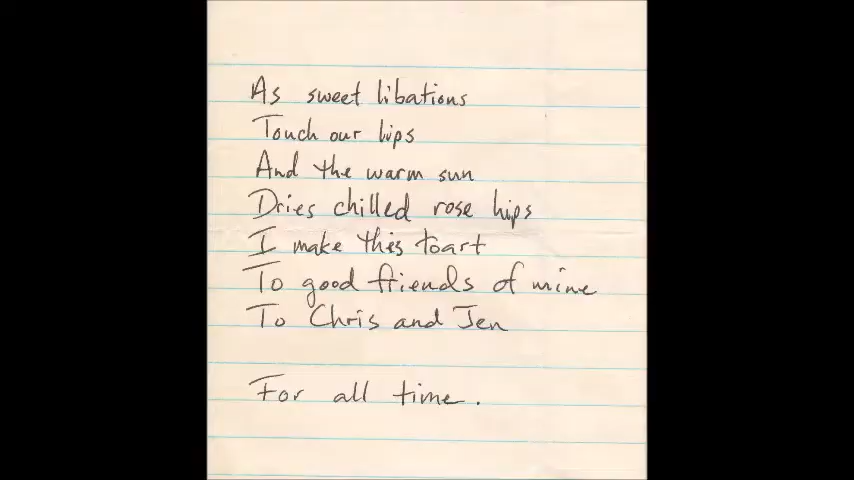 As sweet libations
Touch our lips
And the warm sun
Dries chilled rose hips
I make this toast
To good friends of mine
To Chris and Jen
For all time.